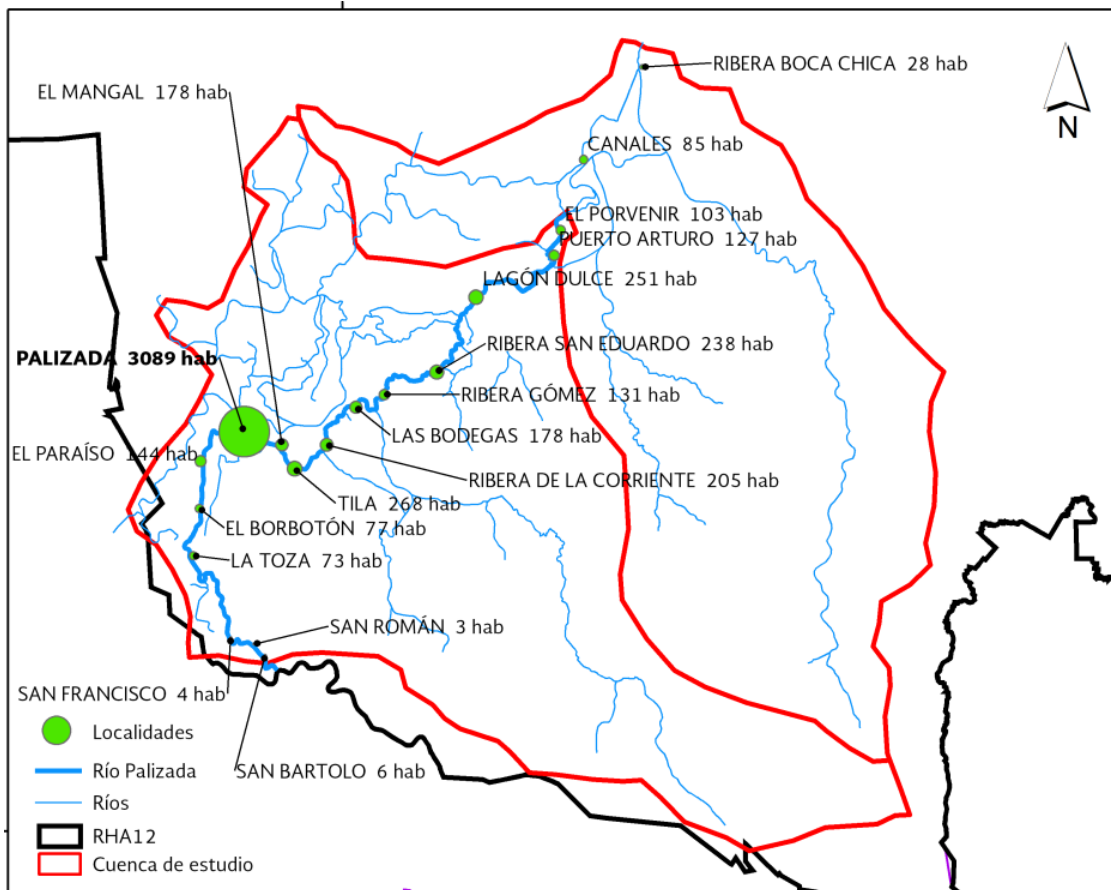 RIBERA BOCA CHICA 28 hab
EL MANGAL 178 hab
N
CANALES 85 hab
EL PORVENIR 103 hab
PUERTO ARTURO 127 hab
LAGÓN DULCE 251 hab
RIBERA SAN EDUARDO 238 hab
PALIZADA 3089 hab
RIBERA GÓMEZ 131 hab
LAS BODEGAS 178 hab
EL PARAÍSO 144 hab
RIBERA DE LA CORRIENTE 205 hab
TILA 268 hab
EL BORBOTÓN 77 hab
LA TOZA 73 hab
SAN ROMÁN 3 hab
SAN FRANCISCO 4 hab
Localidades
Río Palizada
SAN BARTOLO 6 hab
Ríos
RHA12
Cuenca de estudio